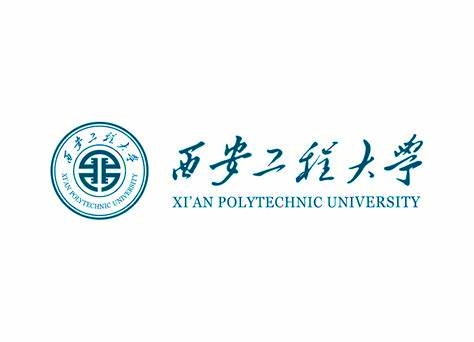 西安工程大学
XI'AN POLYTECHNIC UNIVERSITY
西安工程大学
XI'AN POLYTECHNIC UNIVERSITY